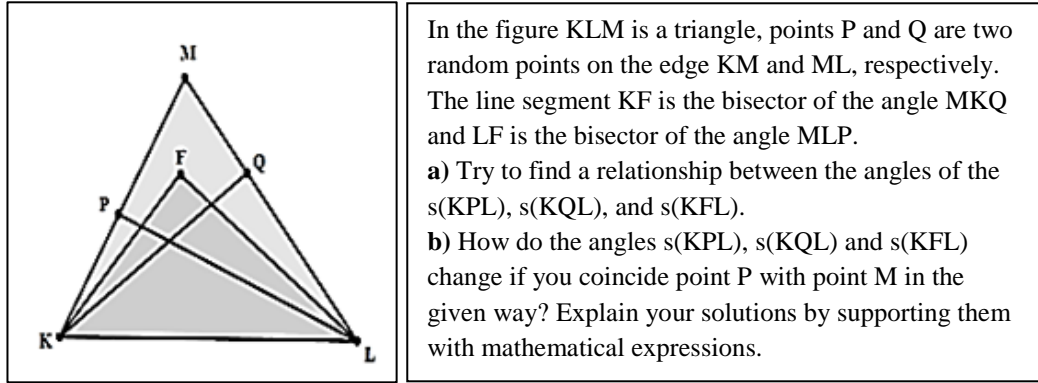 M
F
Q
P
K
L
In the figure KLM is a triangle, points P and Q are two
random points on the edge KM and ML, respectively.
The line segment KF is the bisector of the angle MKQ
and LF is the bisector of the angle MLP.
a) Try to find a relationship between the angles of the
s(KPL), s(KQL), and s(KFL).
b) How do the angles s(KPL), s(KQL) and s(KFL)
change if you coincide point P with point M in the
given way? Explain your solutions by supporting them
with mathematical expressions.